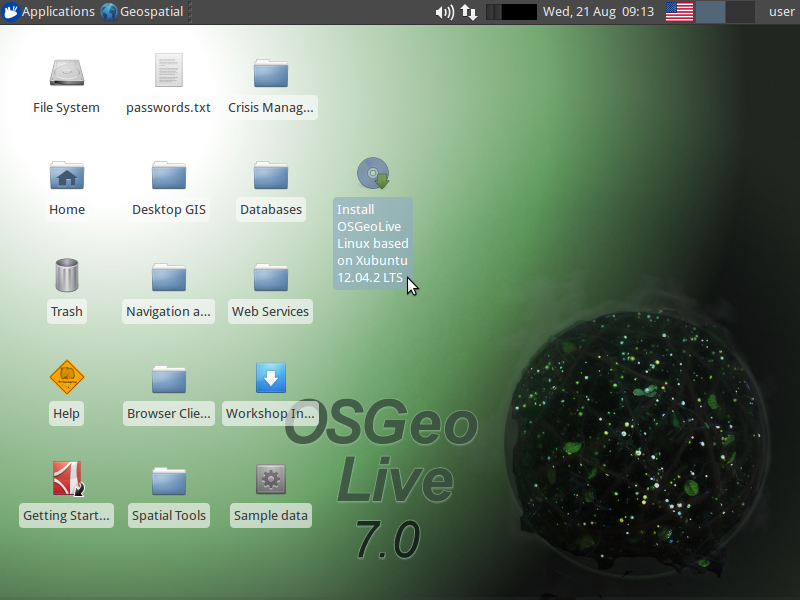 Applications Geospatial Wed, 21 Aug 09:13 user
File System passwords.txt Crisis Manag...
Home Desktop GIS Databases
Install
OSGeoLive
Linux based
on Xubuntu
12.04.2 LTS
Trash Navigation a... Web Services
Help Browser Clie... Workshop In...
Getting Start... Spatial Tools Sample data
OSGeo
Live
7.0